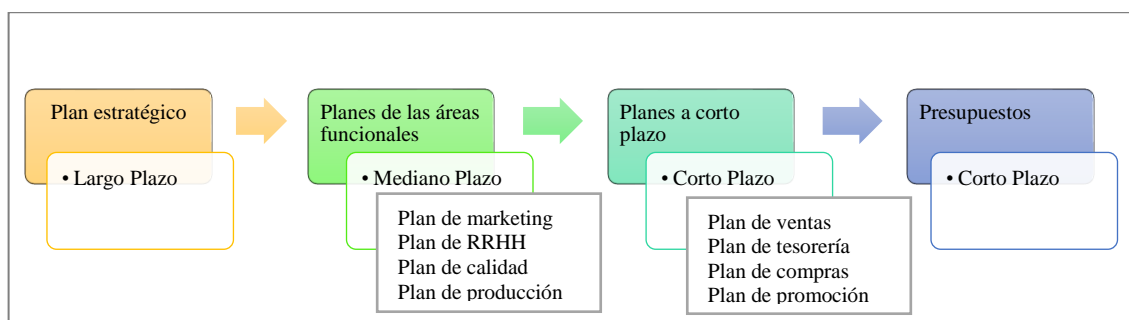 Plan estratégico
• Largo Plazo
Planes de las áreas
funcionales
• Mediano Plazo
Plan de marketing
Plan de RRHH
Plan de calidad
Plan de producción
Planes a corto
plazo
• Corto Plazo
Plan de ventas
Plan de tesorería
Plan de compras
Plan de promoción
Presupuestos
• Corto Plazo